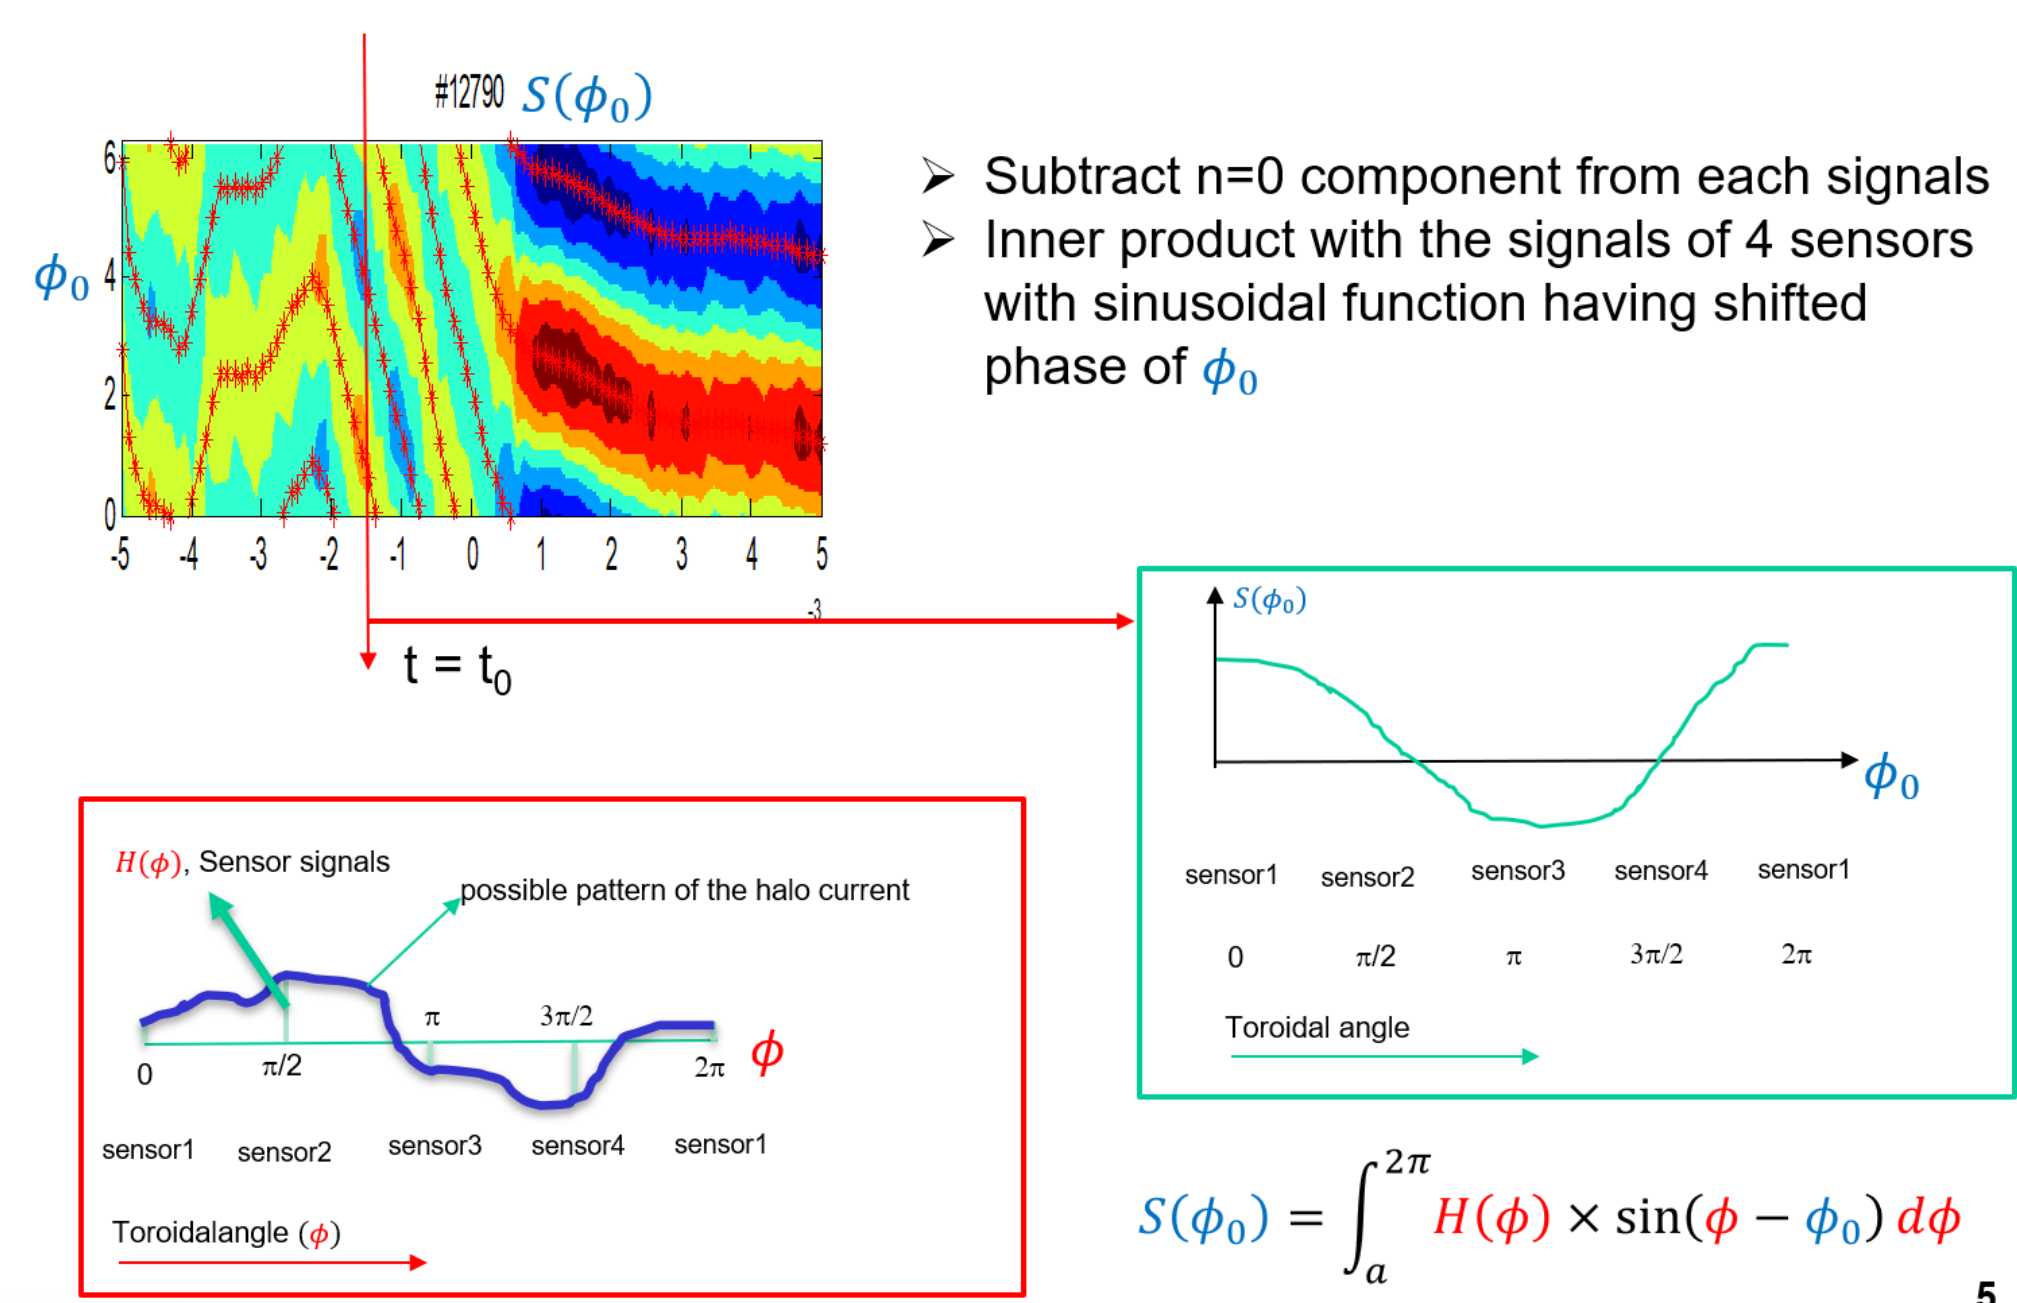 #12790 S(ϕ₀)
6
ϕ₀ 4
2
0
-5 -4 -3 -2 -1 0 1 2 3 4 5
-3
t = t₀
➢ Subtract n=0 component from each signals
➢ Inner product with the signals of 4 sensors
with sinusoidal function having shifted
phase of ϕ₀
S(ϕ₀)
ϕ₀
sensor1 sensor2 sensor3 sensor4 sensor1
0 π/2 π 3π/2 2π
Toroidal angle
H(ϕ), Sensor signals
possible pattern of the halo current
π 3π/2
0 π/2 2π ϕ
sensor1 sensor2 sensor3 sensor4 sensor1
Toroidalangle (ϕ)
S(ϕ₀) = ∫ₐ^2π H(ϕ) × sin(ϕ − ϕ₀) dϕ
5